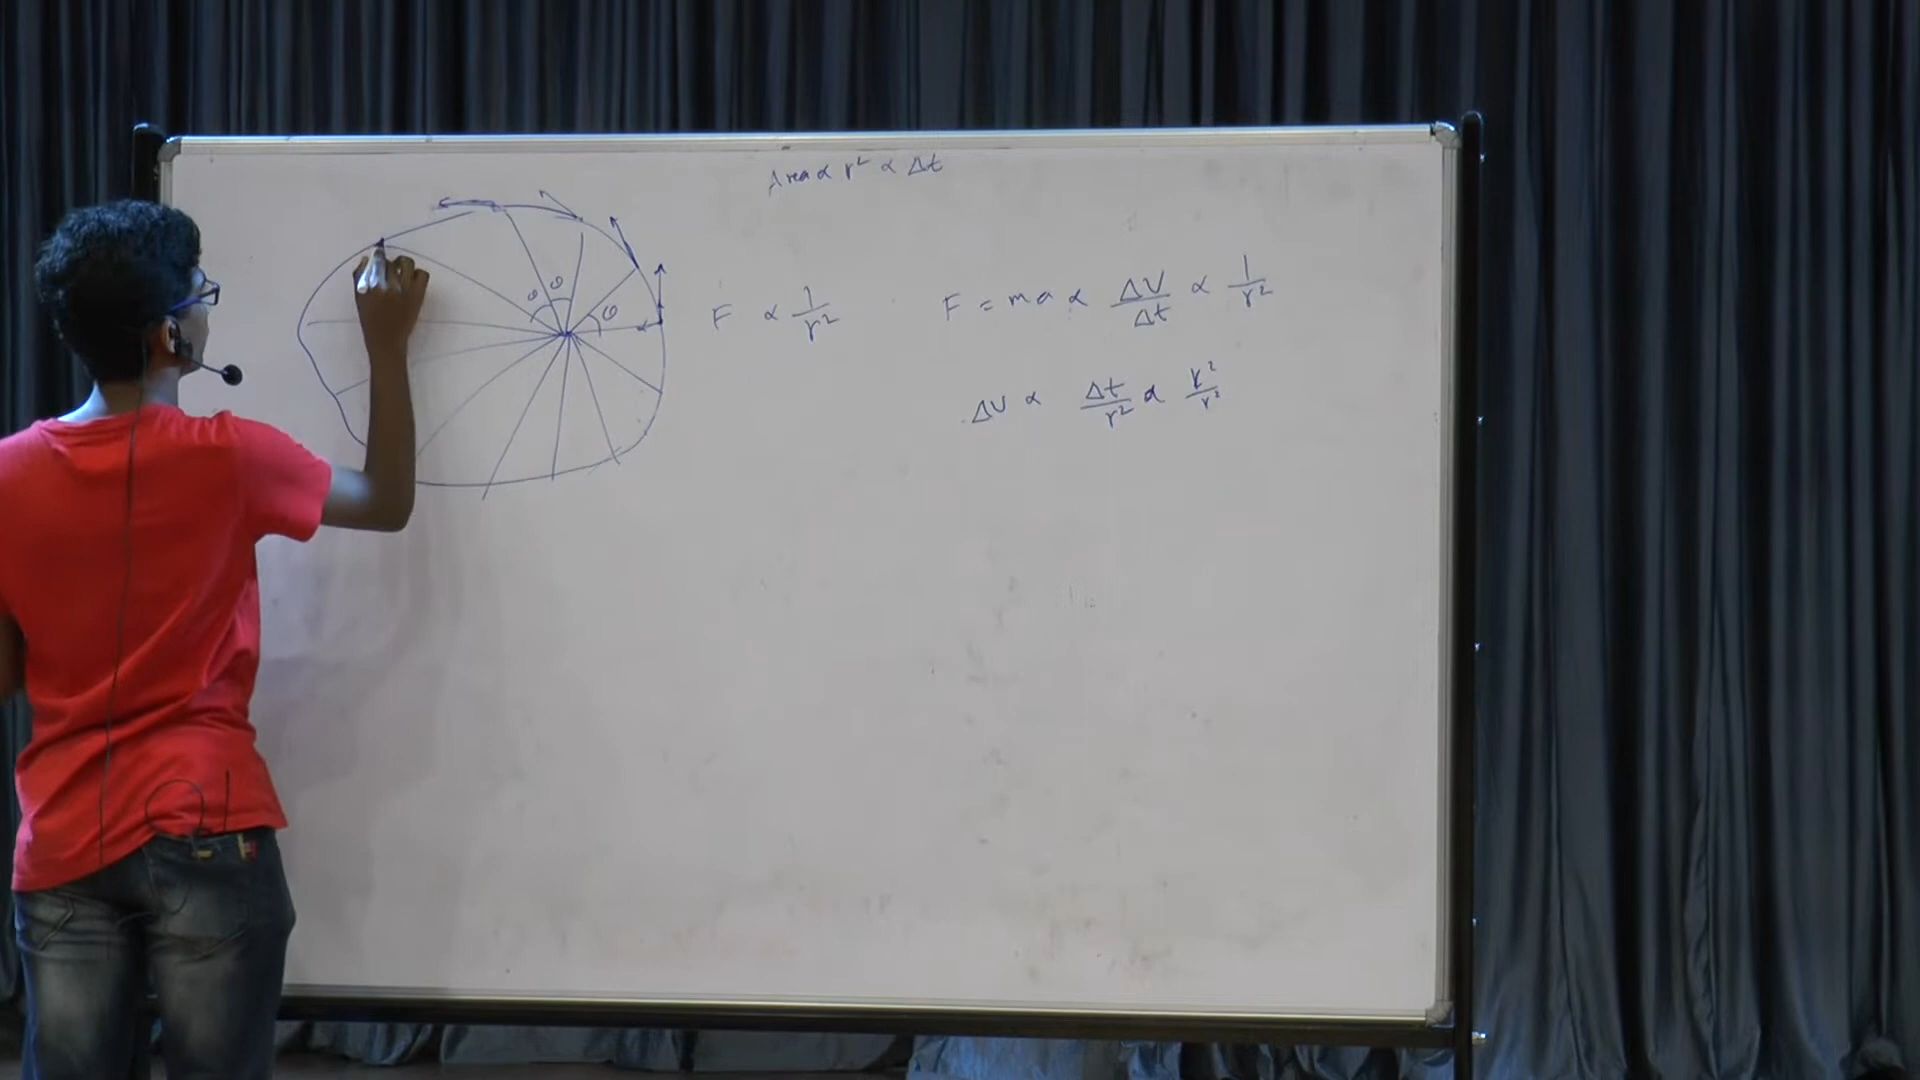 Area ∝ r² ∝ Δt
θ θ θ
F ∝ 1/r²
F = ma ∝ ΔV/Δt ∝ 1/r²
ΔV ∝ Δt/r² ∝ r²/r²